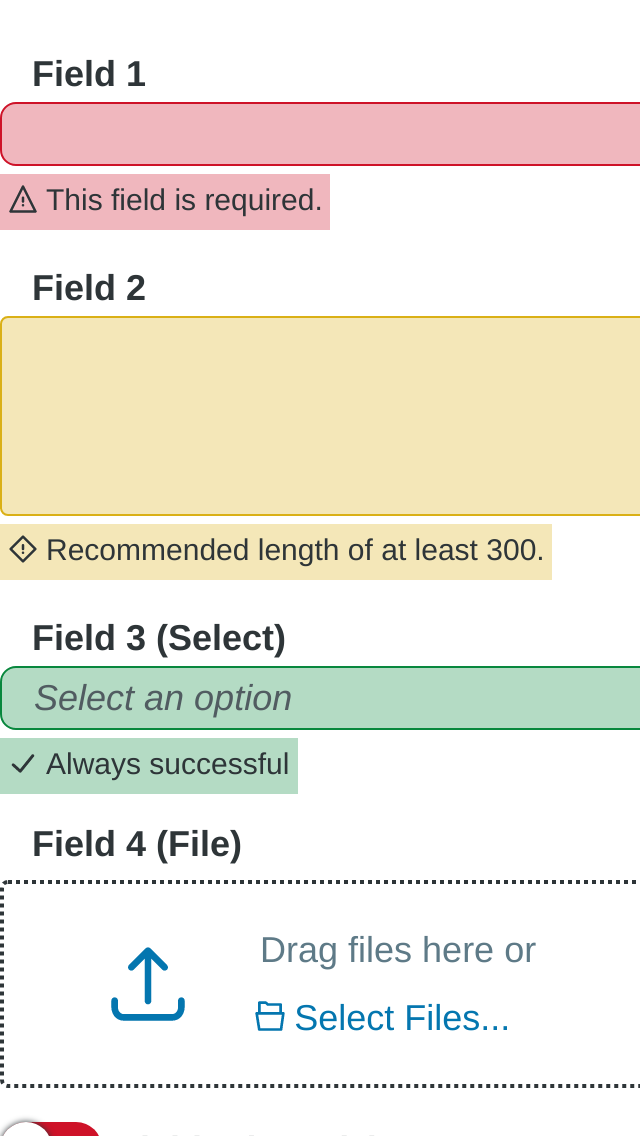 Field 1
This field is required.
Field 2
Recommended length of at least 300.
Field 3 (Select)
Select an option
Always successful
Field 4 (File)
Drag files here or
Select Files...